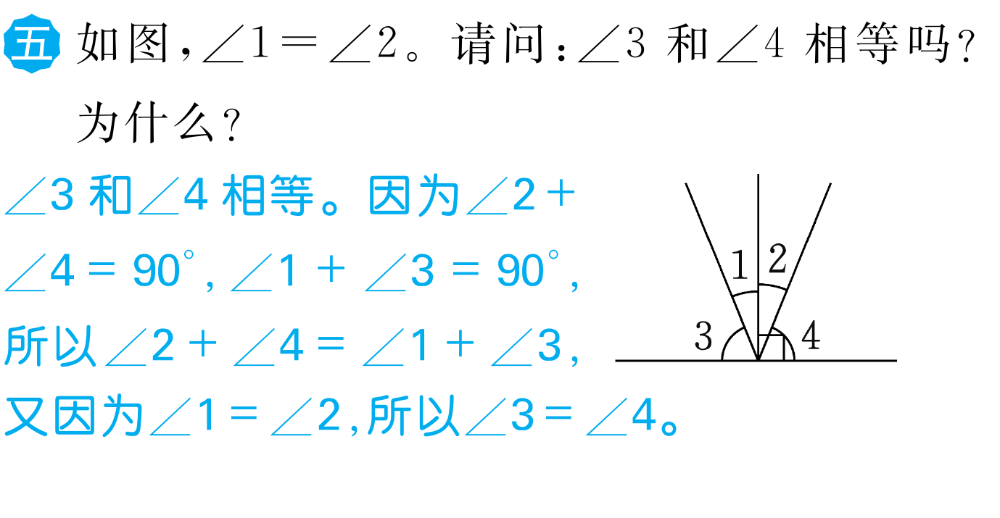 五 如图,∠1=∠2。请问:∠3 和∠4 相等吗?
为什么?
∠3 和∠4 相等。因为∠2+
∠4 = 90°,∠1 + ∠3 = 90°,
所以∠2+∠4=∠1+∠3,
又因为∠1=∠2,所以∠3=∠4。
1 2
3 4